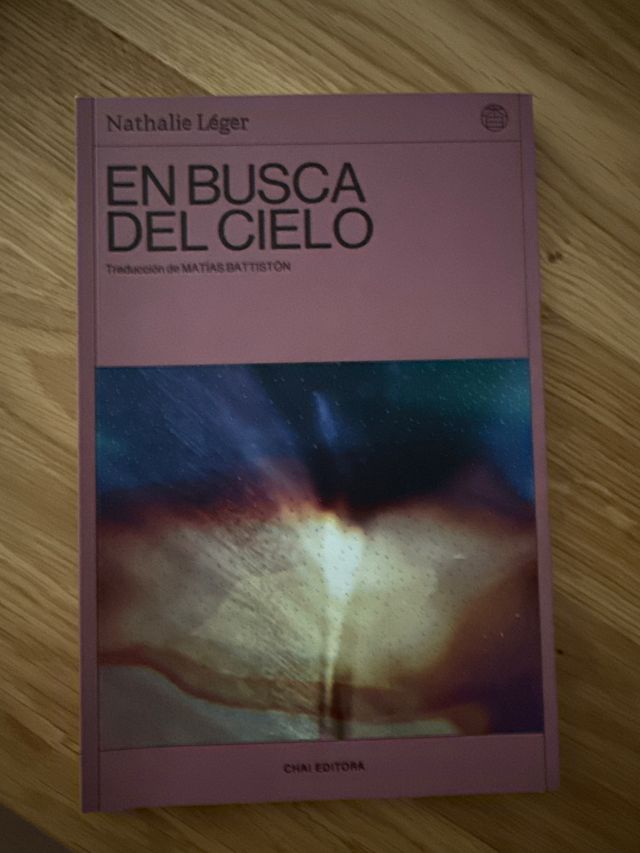 Nathalie Léger
EN BUSCA
DEL CIELO
Traducción de MATÍAS BATTISTÓN
CHAI EDITORA